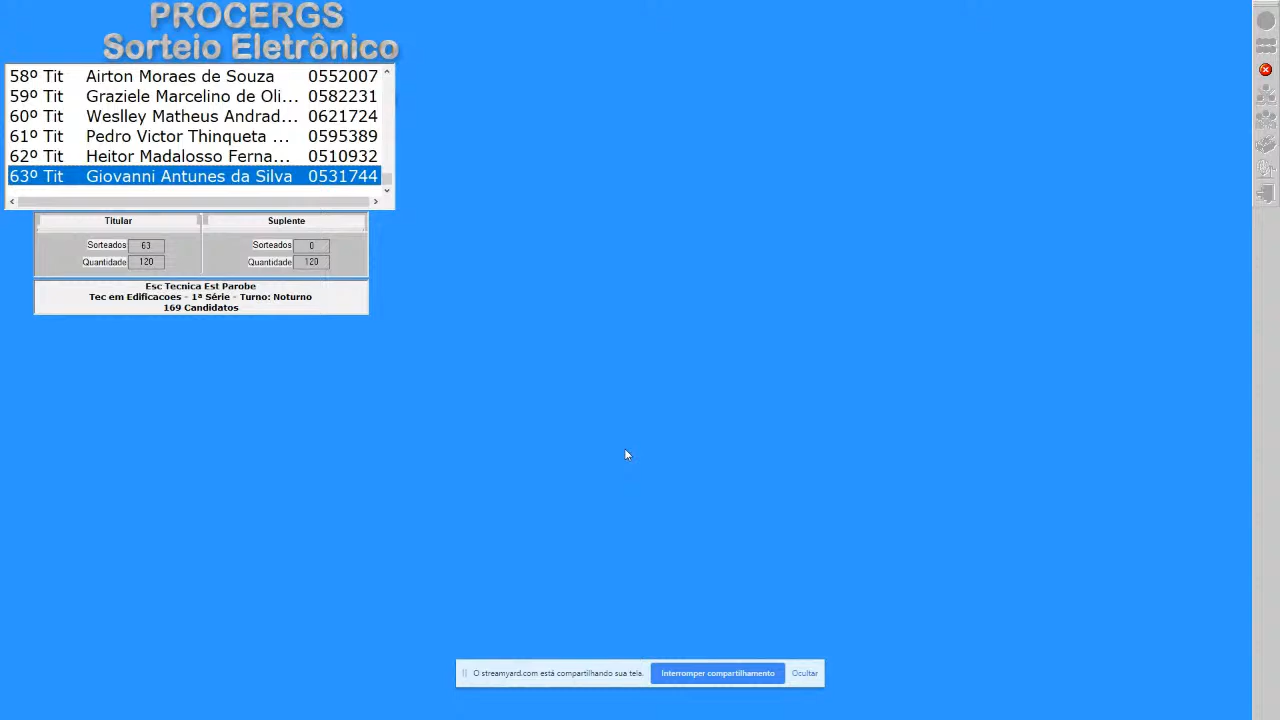 PROCERGS
Sorteio Eletrônico
58º Tit Airton Moraes de Souza 0552007
59º Tit Graziele Marcelino de Oli... 0582231
60º Tit Weslley Matheus Andrad... 0621724
61º Tit Pedro Victor Thinqueta ... 0595389
62º Tit Heitor Madalosso Ferna... 0510932
63º Tit Giovanni Antunes da Silva 0531744
Titular Suplente
Sorteados 63 Sorteados 0
Quantidade 120 Quantidade 120
Esc Tecnica Est Parobe
Tec em Edificacoes - 1ª Série - Turno: Noturno
169 Candidatos
O streamyard.com está compartilhando sua tela. Interromper compartilhamento Ocultar